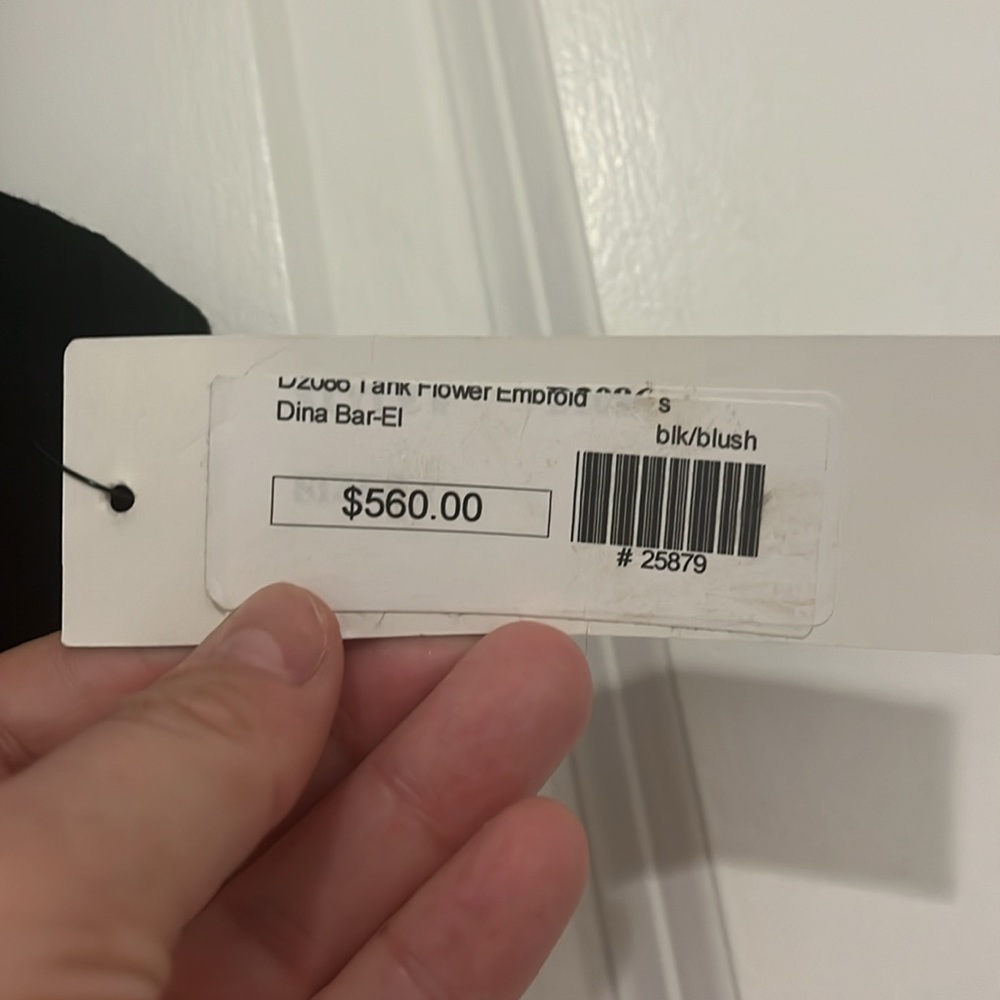 Tank Flower Embroid
s
Dina Bar-El
blk/blush
$560.00
# 25879